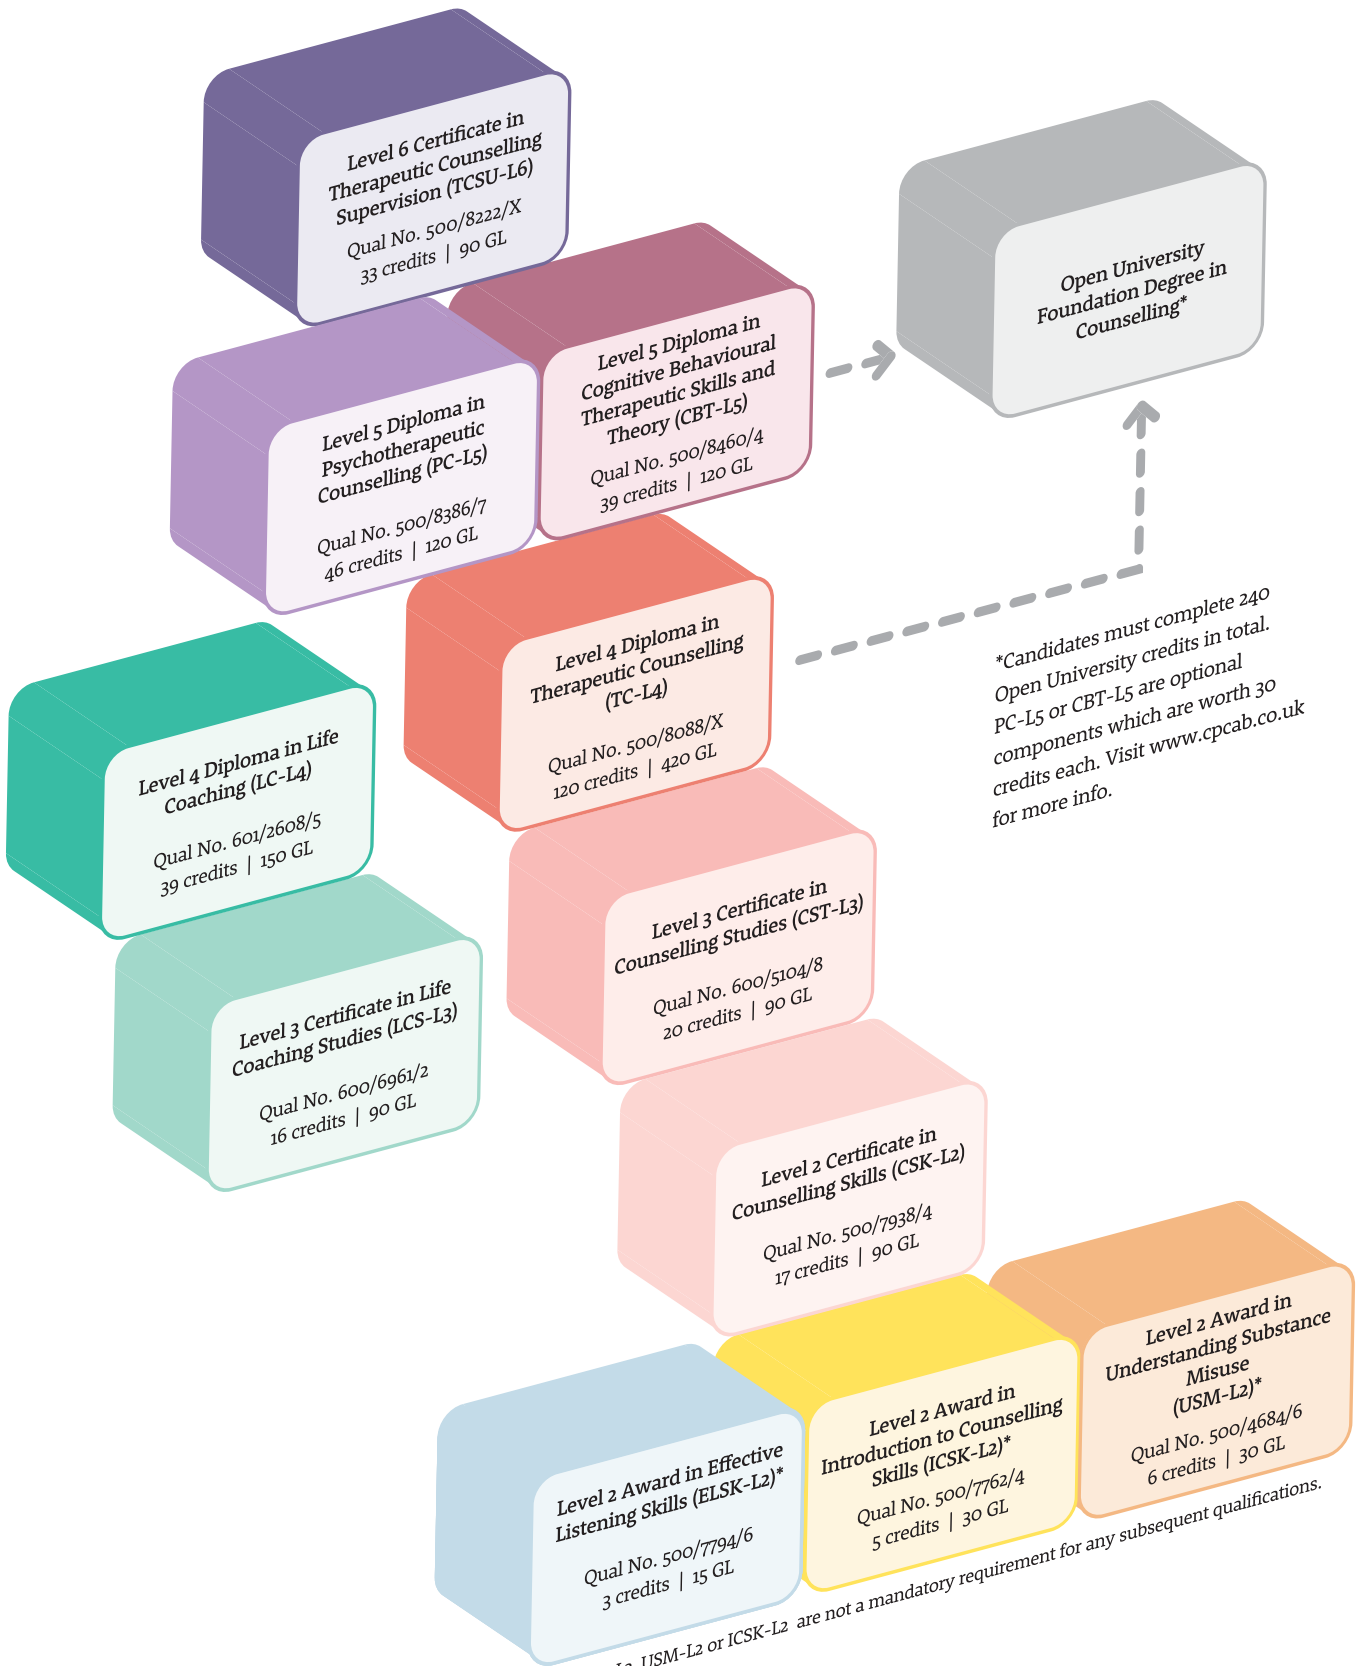 Level 6 Certificate in
Therapeutic Counselling
Supervision (TCSU-L6)
Qual No. 500/8222/X
33 credits | 90 GL
Open University
Foundation Degree in
Counselling*
Level 5 Diploma in
Cognitive Behavioural
Therapeutic Skills and
Theory (CBT-L5)
Qual No. 500/8460/4
39 credits | 120 GL
Level 5 Diploma in
Psychotherapeutic
Counselling (PC-L5)
Qual No. 500/8386/7
46 credits | 120 GL
*Candidates must complete 240
Open University credits in total.
PC-L5 or CBT-L5 are optional
components which are worth 30
credits each. Visit www.cpcab.co.uk
for more info.
Level 4 Diploma in
Therapeutic Counselling
(TC-L4)
Qual No. 500/8088/X
120 credits | 420 GL
Level 4 Diploma in Life
Coaching (LC-L4)
Qual No. 601/2608/5
39 credits | 150 GL
Level 3 Certificate in
Counselling Studies (CST-L3)
Qual No. 600/5104/8
20 credits | 90 GL
Level 3 Certificate in Life
Coaching Studies (LCS-L3)
Qual No. 600/6961/2
16 credits | 90 GL
Level 2 Certificate in
Counselling Skills (CSK-L2)
Qual No. 500/7938/4
17 credits | 90 GL
Level 2 Award in Effective
Listening Skills (ELSK-L2)*
Qual No. 500/7794/6
3 credits | 15 GL
Level 2 Award in
Introduction to Counselling
Skills (ICSK-L2)*
Qual No. 500/7762/4
5 credits | 30 GL
Level 2 Award in
Understanding Substance
Misuse
(USM-L2)*
Qual No. 500/4684/6
6 credits | 30 GL
USM-L2 or ICSK-L2 are not a mandatory requirement for any subsequent qualifications.